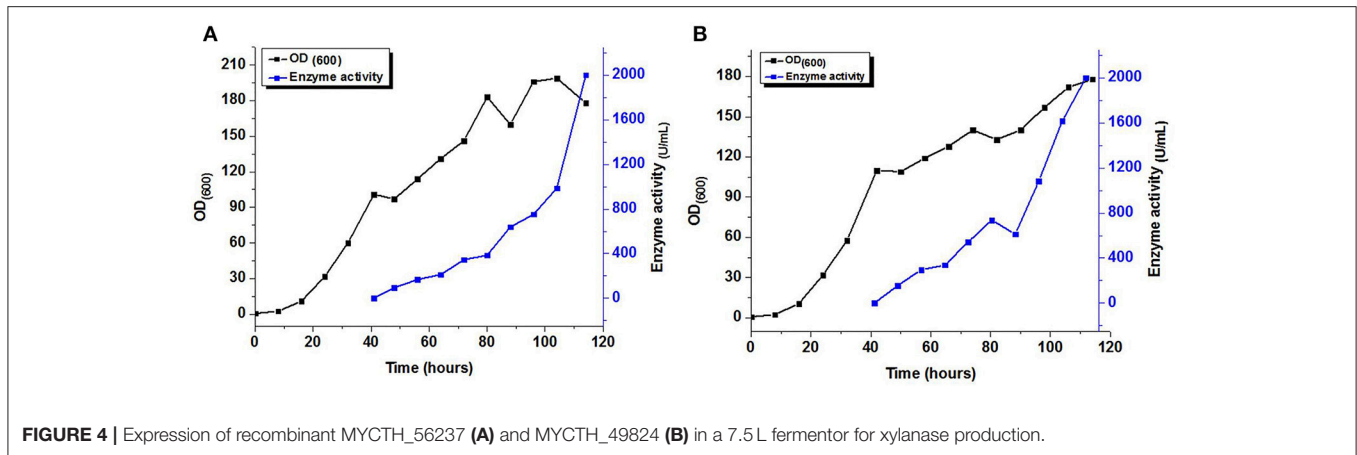 A
OD (600)
Enzyme activity
210
180
150
120
90
60
30
0
OD(600)
2000
1600
1200
800
400
0
Enzyme activity (U/mL)
0 20 40 60 80 100 120
Time (hours)
B
OD(600)
Enzyme activity
180
150
120
90
60
30
0
OD(600)
2000
1600
1200
800
400
0
Enzyme activity (U/mL)
0 20 40 60 80 100 120
Time (hours)
FIGURE 4 | Expression of recombinant MYCTH_56237 (A) and MYCTH_49824 (B) in a 7.5 L fermentor for xylanase production.